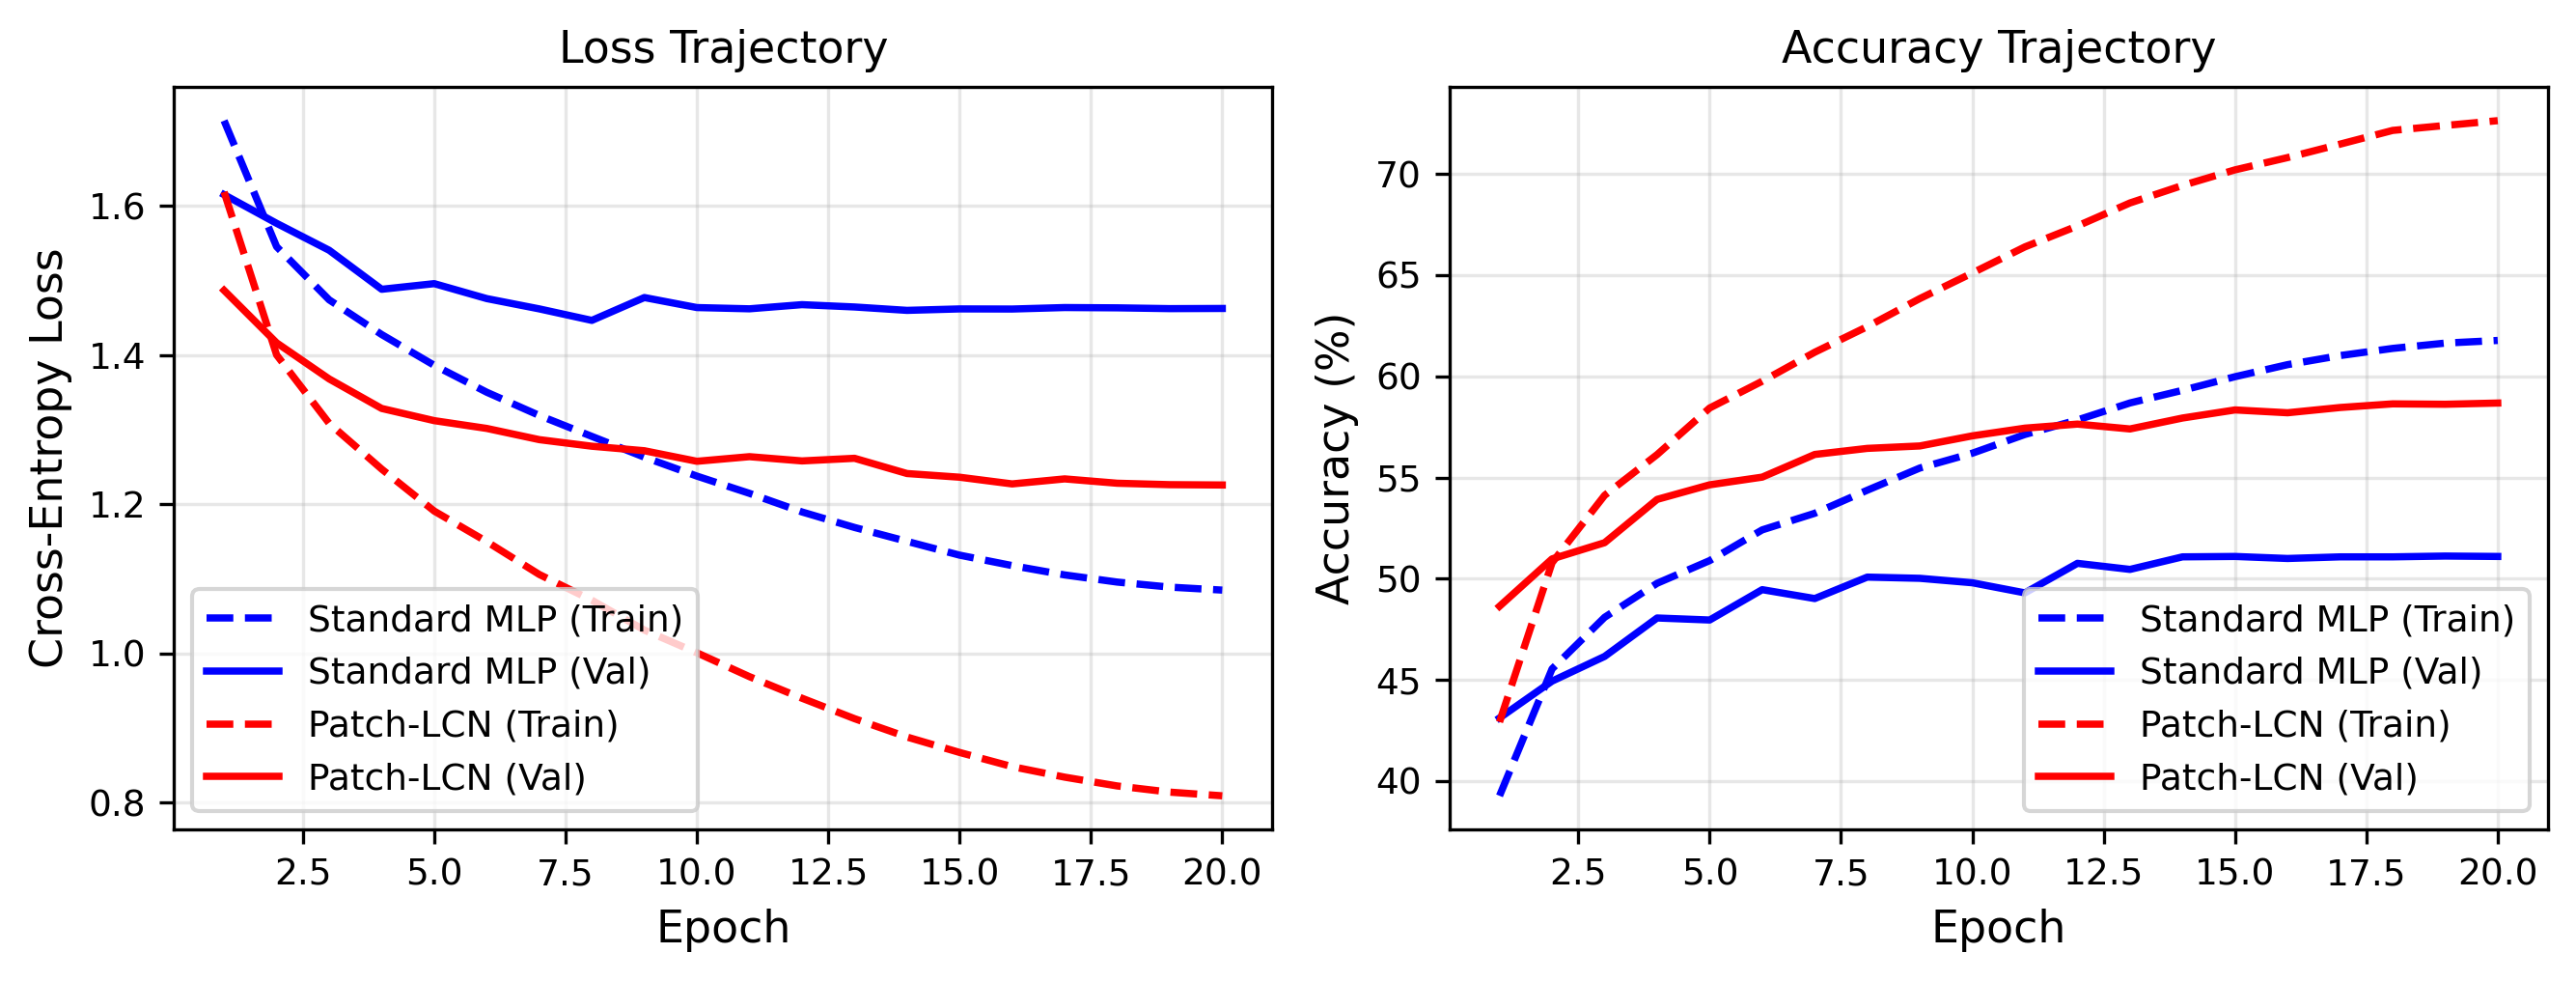 Loss Trajectory
Cross-Entropy Loss
1.6
1.4
1.2
1.0
0.8
Standard MLP (Train)
Standard MLP (Val)
Patch-LCN (Train)
Patch-LCN (Val)
2.5 5.0 7.5 10.0 12.5 15.0 17.5 20.0
Epoch
Accuracy Trajectory
Accuracy (%)
70
65
60
55
50
45
40
Standard MLP (Train)
Standard MLP (Val)
Patch-LCN (Train)
Patch-LCN (Val)
2.5 5.0 7.5 10.0 12.5 15.0 17.5 20.0
Epoch